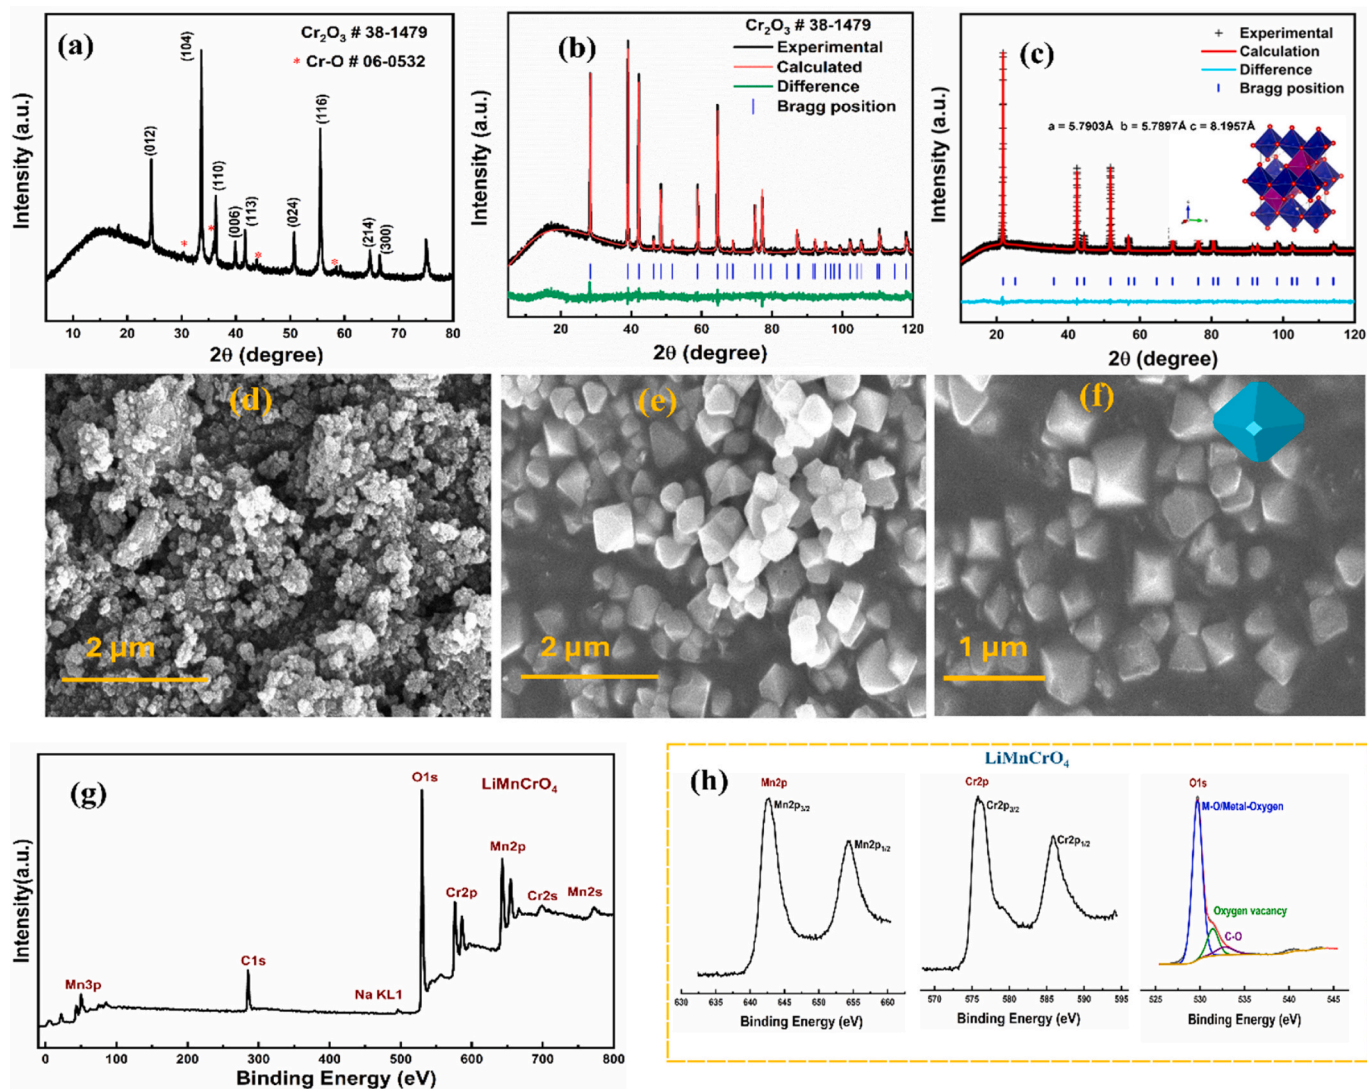 (a)
Cr₂O₃ # 38-1479
* Cr-O # 06-0532
(012)
(104)
*
*
(110)
(006)
(113)
*
(024)
(116)
*
(214)
(300)
Intensity (a.u.)
10 20 30 40 50 60 70 80
2θ (degree)
(b)
Cr₂O₃ # 38-1479
Experimental
Calculated
Difference
Bragg position
Intensity (a.u.)
20 40 60 80 100 120
2θ (degree)
(c)
Experimental
Calculation
Difference
Bragg position
a = 5.7903Å b = 5.7897Å c = 8.1957Å
Intensity (a.u.)
20 40 60 80 100 120
2θ (degree)
(d)
2 µm
(e)
2 µm
(f)
1 µm
(g)
LiMnCrO₄
O1s
Mn2p
Cr2p
Cr2s
Mn2s
C1s
Na KL1
Mn3p
Intensity(a.u.)
0 100 200 300 400 500 600 700 800
Binding Energy (eV)
LiMnCrO₄
(h)
Mn2p
Mn2p₃/₂
Mn2p₁/₂
630 635 640 645 650 655 660
Binding Energy (eV)
Cr2p
Cr2p₃/₂
Cr2p₁/₂
570 575 580 585 590 595
Binding Energy (eV)
O1s
M-O/Metal-Oxygen
Oxygen vacancy
C-O
525 530 535 540 545
Binding Energy (eV)